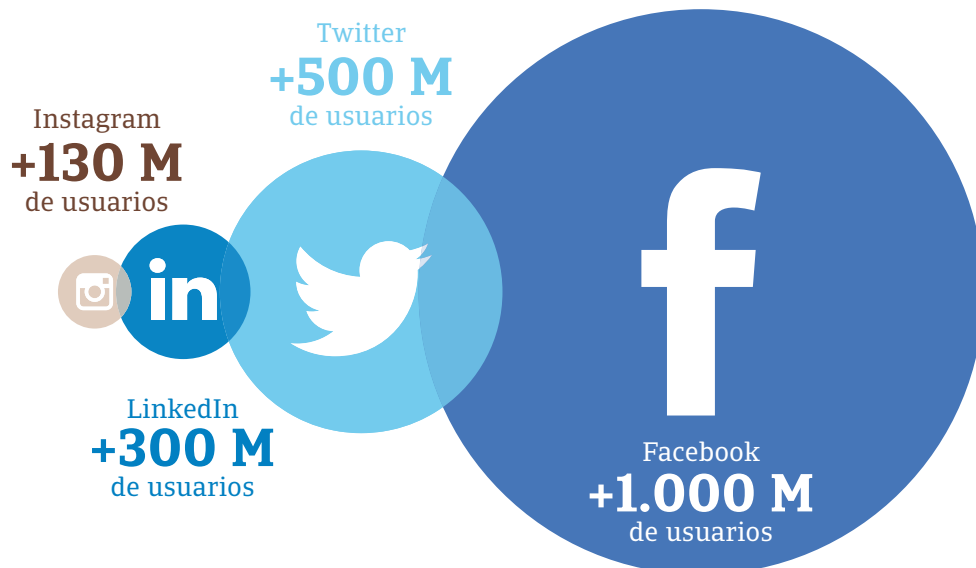 Twitter
+500 M
de usuarios
Instagram
+130 M
de usuarios
in
LinkedIn
+300 M
de usuarios
f
Facebook
+1.000 M
de usuarios